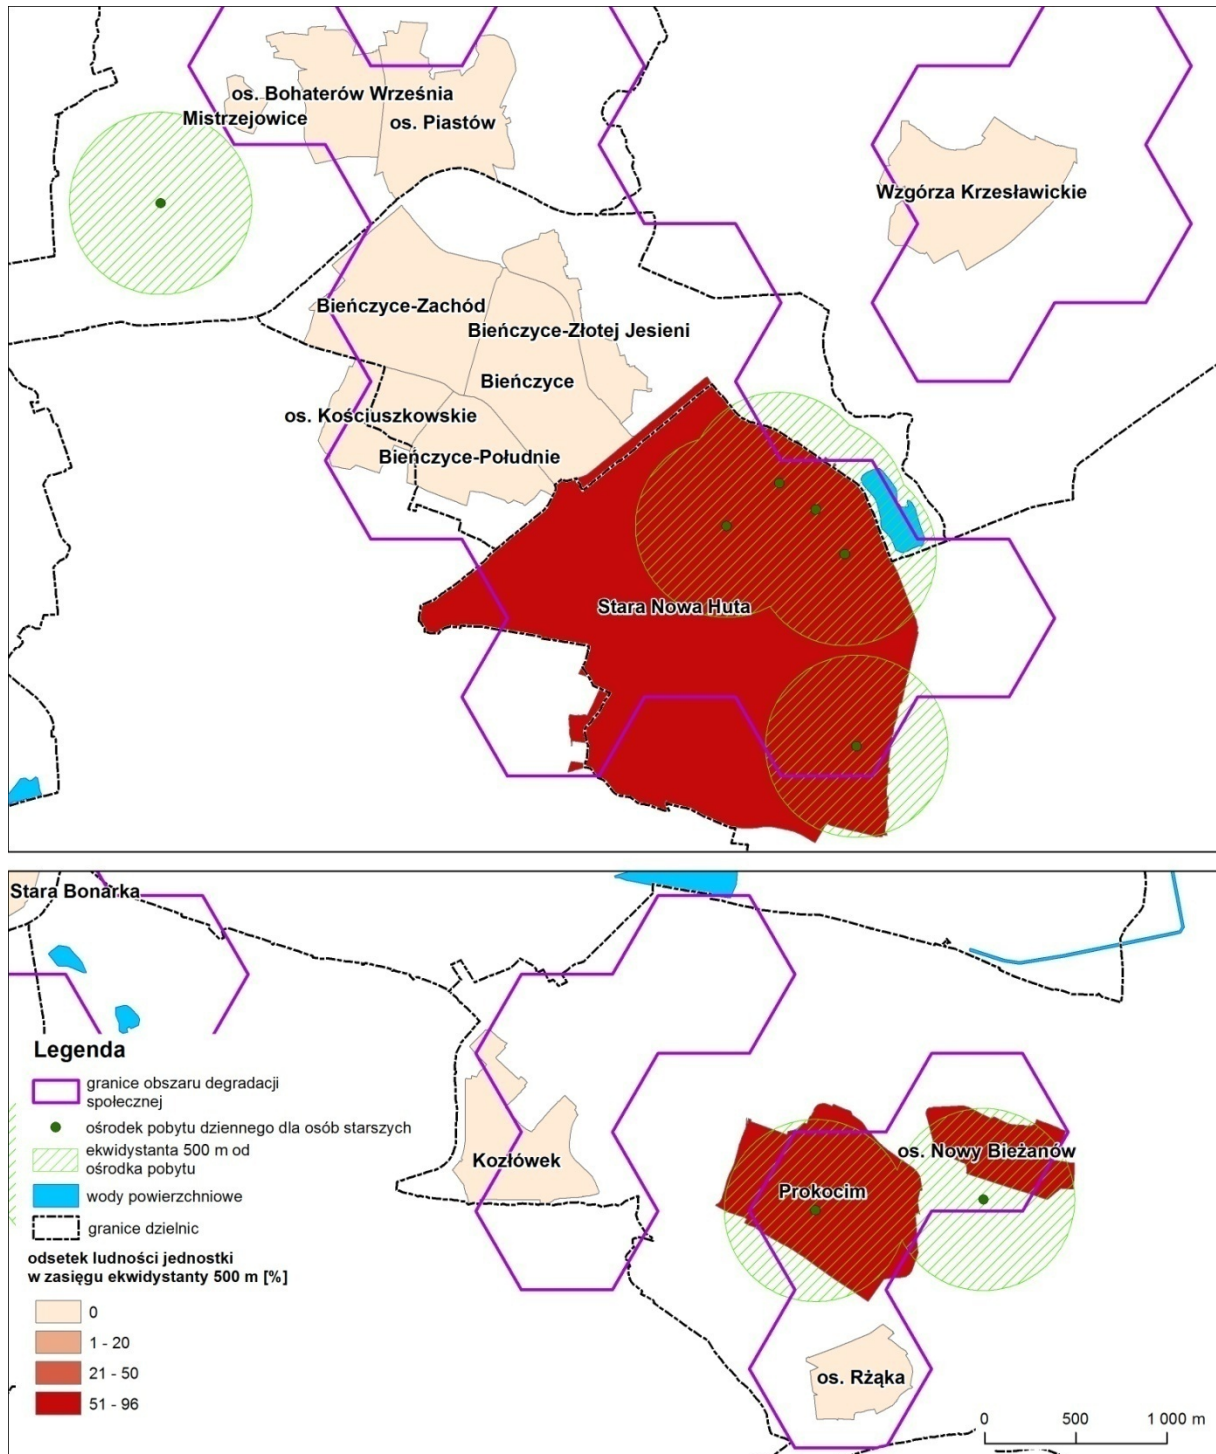 os. Bohaterów Września
Mistrzejowice
os. Piastów
Wzgórza Krzesławickie
Bieńczyce-Zachód
Bieńczyce-Złotej Jesieni
Bieńczyce
os. Kościuszkowskie
Bieńczyce-Południe
Stara Nowa Huta
Stara Bonarka
Legenda
granice obszaru degradacji
społecznej
ośrodek pobytu dziennego dla osób starszych
ekwidystanta 500 m od
ośrodka pobytu
wody powierzchniowe
granice dzielnic
odsetek ludności jednostki
w zasięgu ekwidystanty 500 m [%]
0
1 - 20
21 - 50
51 - 96
Kozłówek
os. Nowy Bieżanów
Prokocim
os. Rżąka
0 500 1 000 m